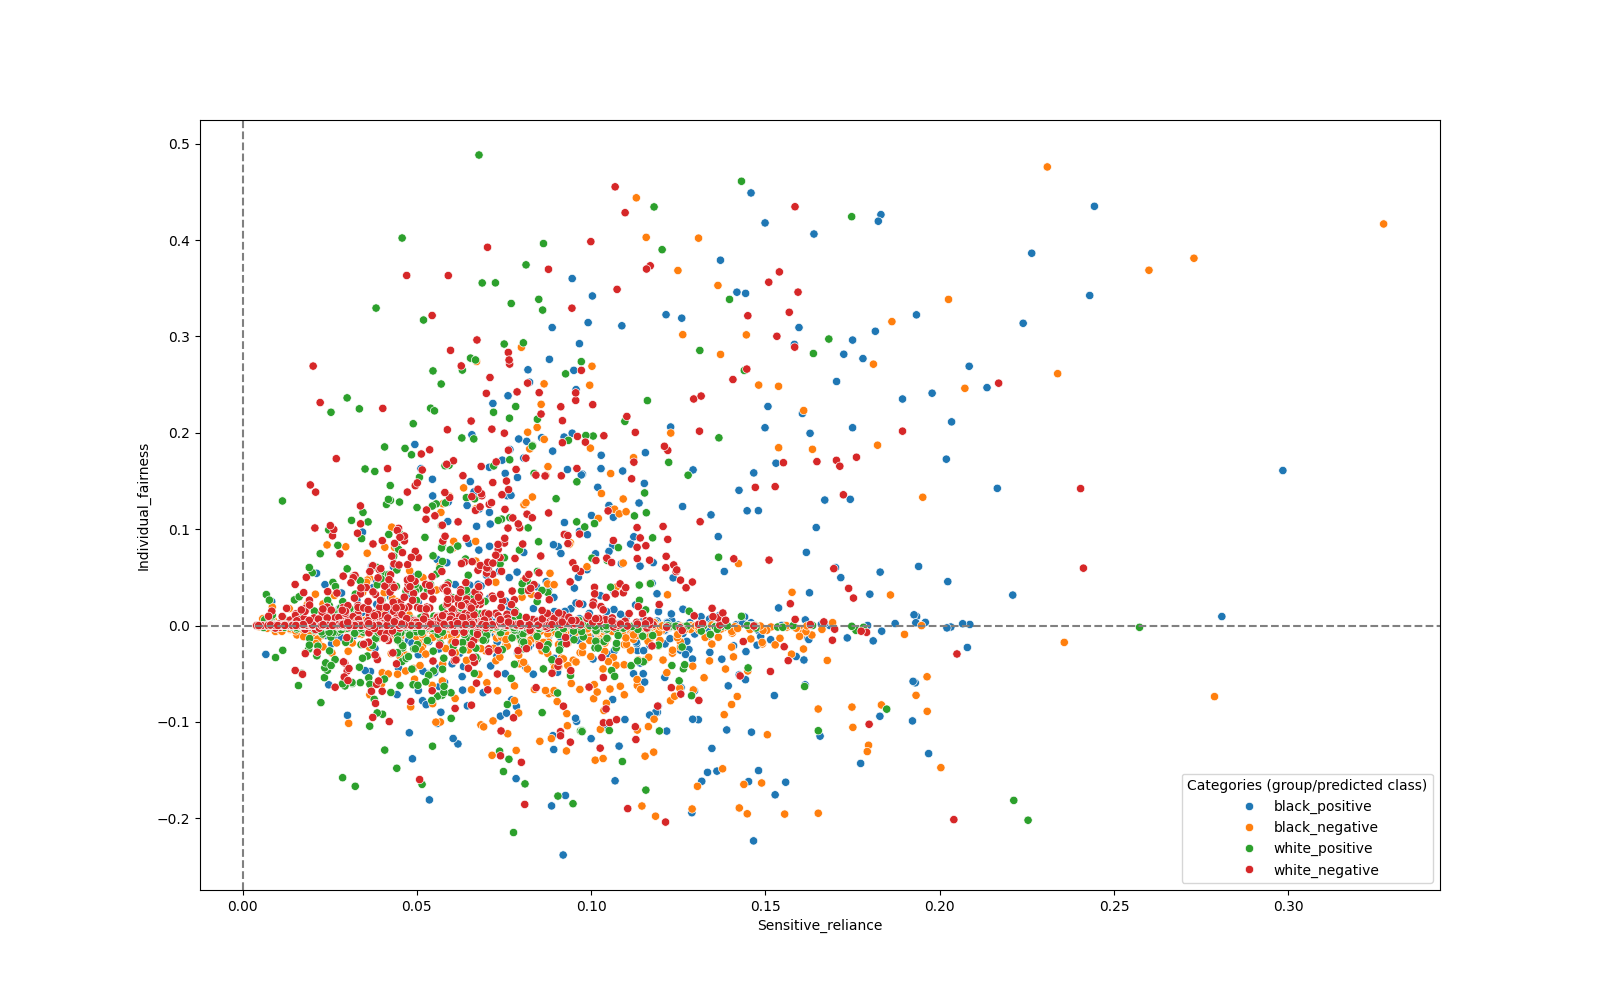 0.5
0.4
0.3
0.2
0.1
0.0
−0.1
−0.2
Individual_fairness
0.00
0.05
0.10
0.15
0.20
0.25
0.30
Sensitive_reliance
Categories (group/predicted class)
black_positive
black_negative
white_positive
white_negative